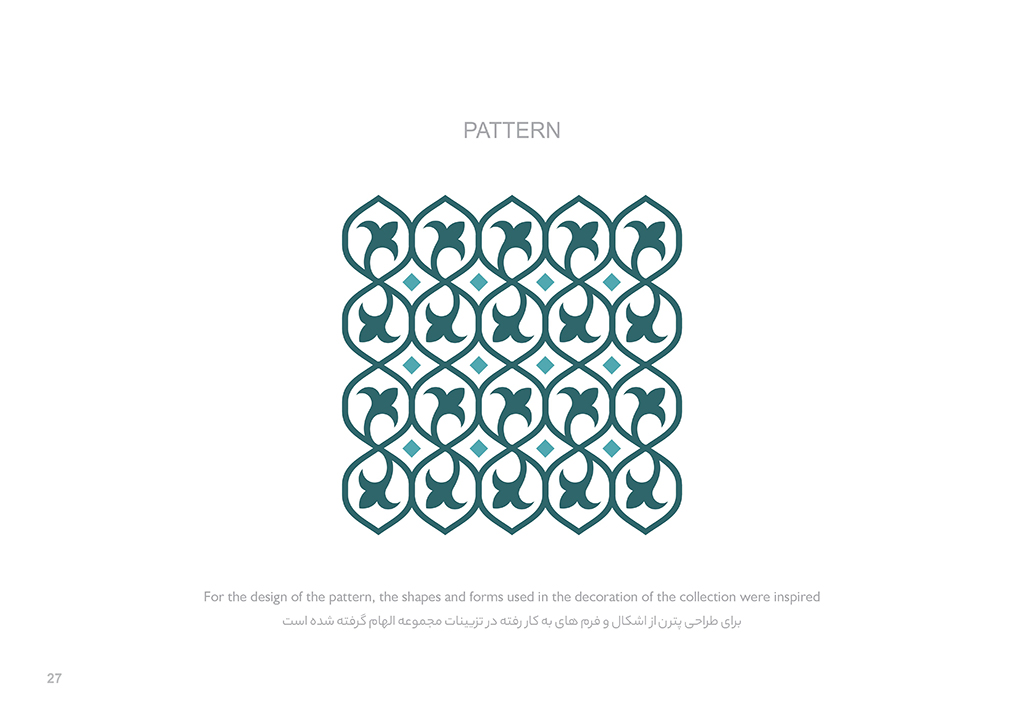 PATTERN
For the design of the pattern, the shapes and forms used in the decoration of the collection were inspired
برای طراحی پترن از اشکال و فرم های به کار رفته در تزیینات مجموعه الهام گرفته شده است
27